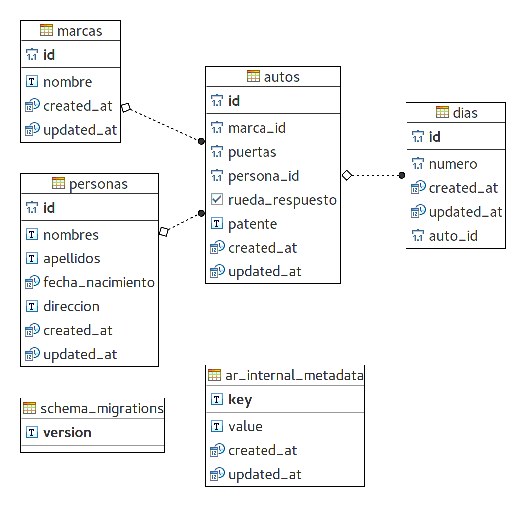 marcas
id
nombre
created_at
updated_at
autos
id
marca_id
puertas
persona_id
rueda_respuesto
patente
created_at
updated_at
dias
id
numero
created_at
updated_at
auto_id
personas
id
nombres
apellidos
fecha_nacimiento
direccion
created_at
updated_at
schema_migrations
version
ar_internal_metadata
key
value
created_at
updated_at